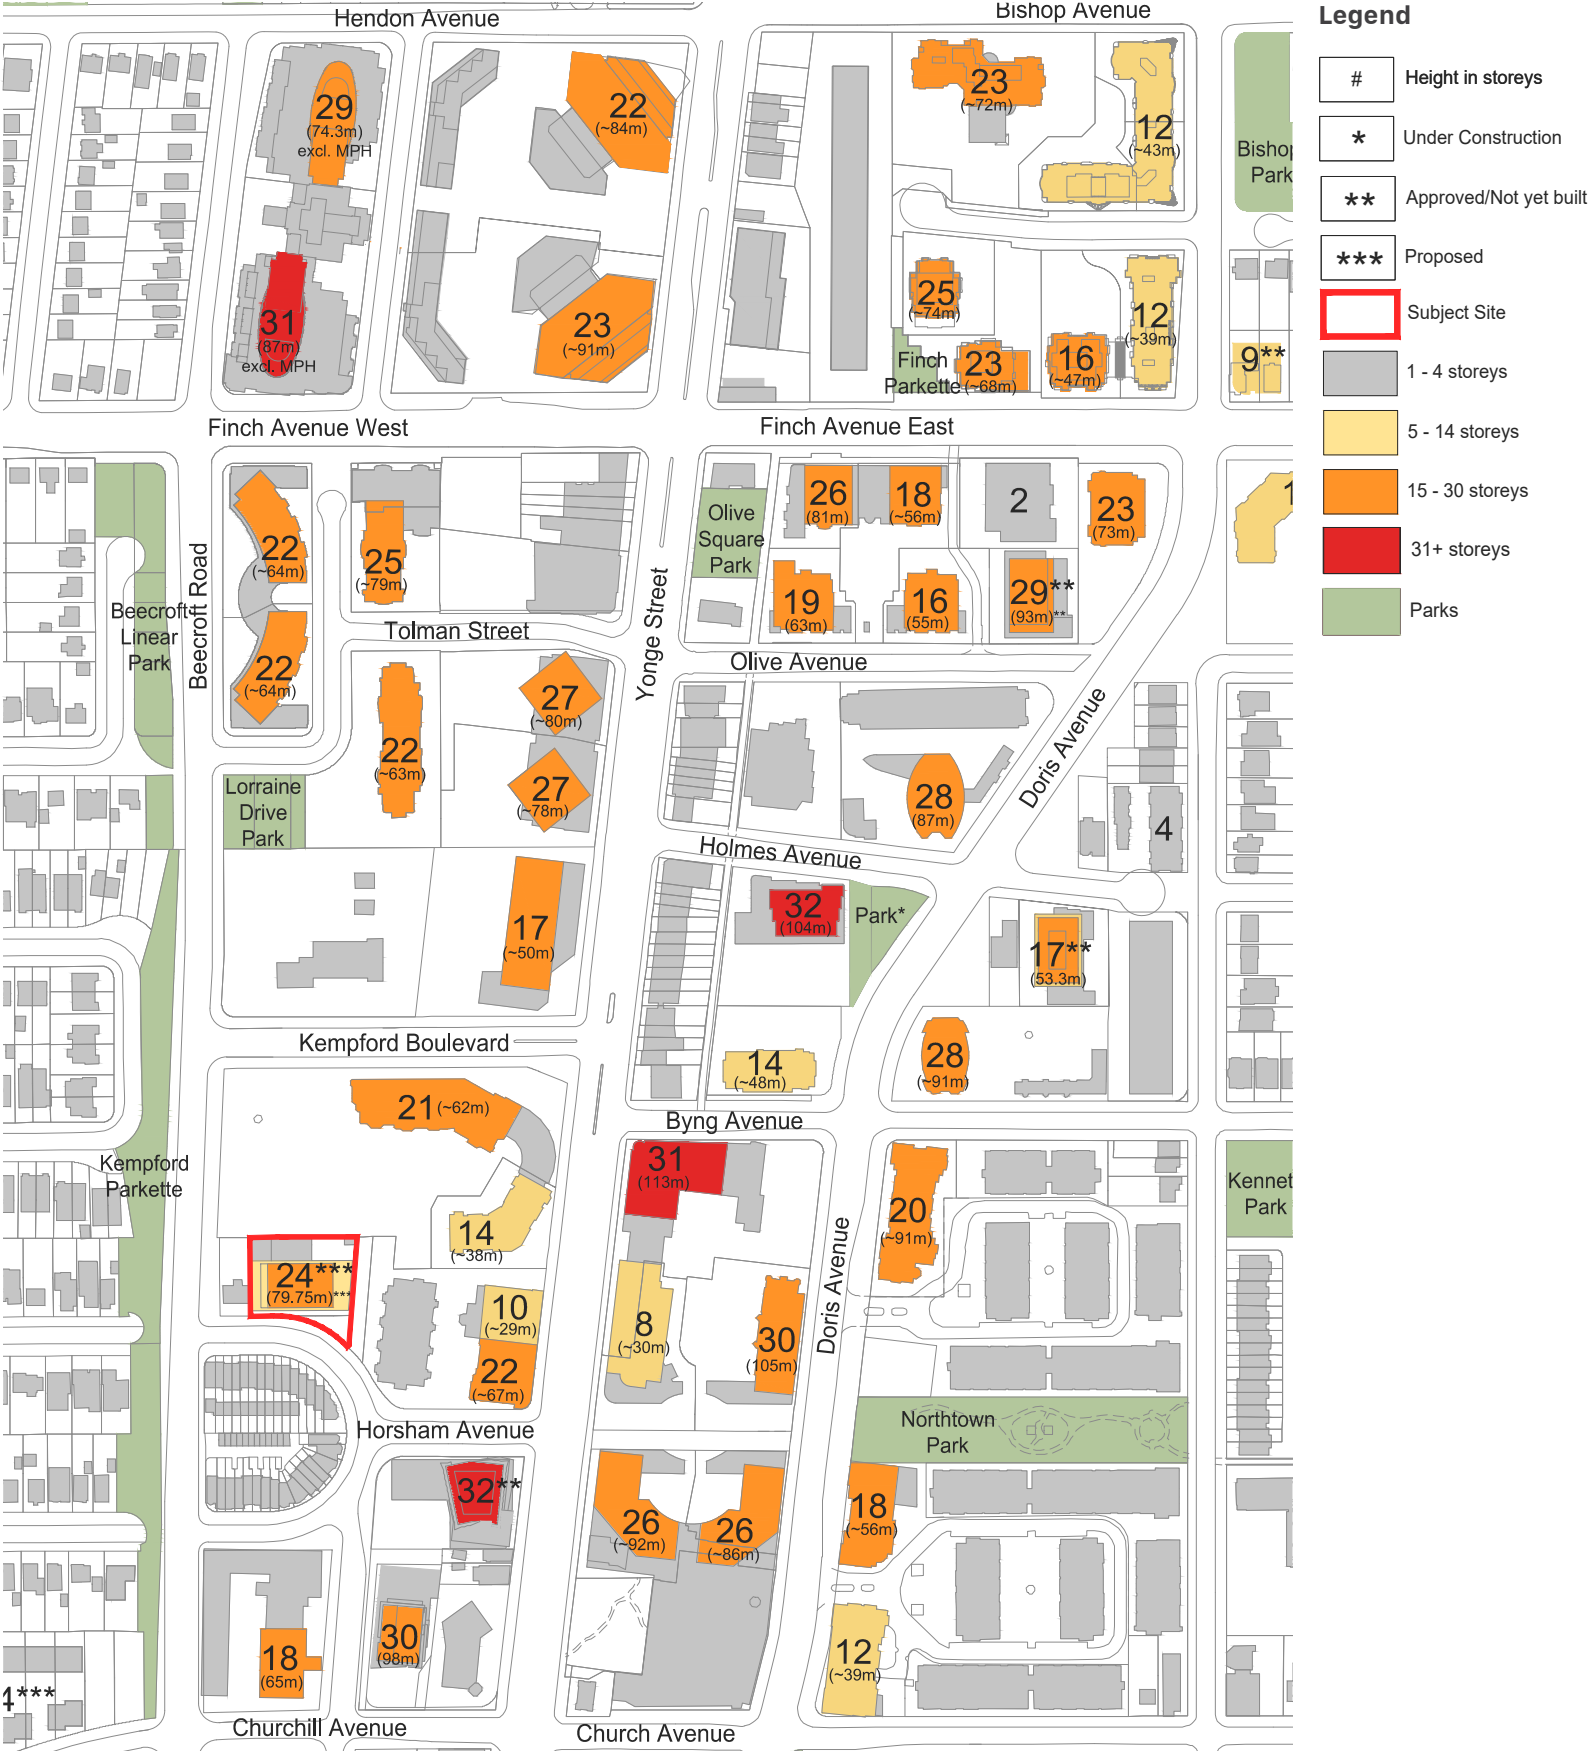 Hendon Avenue
Bishop Avenue
29
(74.3m)
excl. MPH
22
(~84m)
23
(~72m)
12
(~43m)
Bishop
Park
31
(87m)
excl. MPH
23
(~91m)
25
(~74m)
12
(~39m)
Finch
Parkette
23
(~68m)
16
(~47m)
9**
Finch Avenue West
Finch Avenue East
22
(~64m)
25
(~79m)
Olive
Square
Park
26
(81m)
18
(~56m)
2
23
(73m)
1
Beecroft
Linear
Park
Beecroft Road
22
(~64m)
Tolman Street
Yonge Street
19
(63m)
16
(55m)
29**
(93m)**
Olive Avenue
22
(~63m)
27
(~80m)
27
(~78m)
28
(87m)
Doris Avenue
4
Lorraine
Drive
Park
Holmes Avenue
17
(~50m)
32
(104m)
Park*
17**
(53.3m)
Kempford Boulevard
14
(~48m)
28
(~91m)
21 (~62m)
Byng Avenue
Kempford
Parkette
14
(~38m)
31
(113m)
20
(~91m)
Kennet
Park
24***
(79.75m)***
10
(~29m)
22
(~67m)
8
(~30m)
30
(105m)
Doris Avenue
Horsham Avenue
Northtown
Park
32**
26
(~92m)
26
(~86m)
18
(~56m)
18
(65m)
30
(98m)
12
(~39m)
4***
Churchill Avenue
Church Avenue
Legend
# Height in storeys
* Under Construction
** Approved/Not yet built
*** Proposed
Subject Site
1 - 4 storeys
5 - 14 storeys
15 - 30 storeys
31+ storeys
Parks